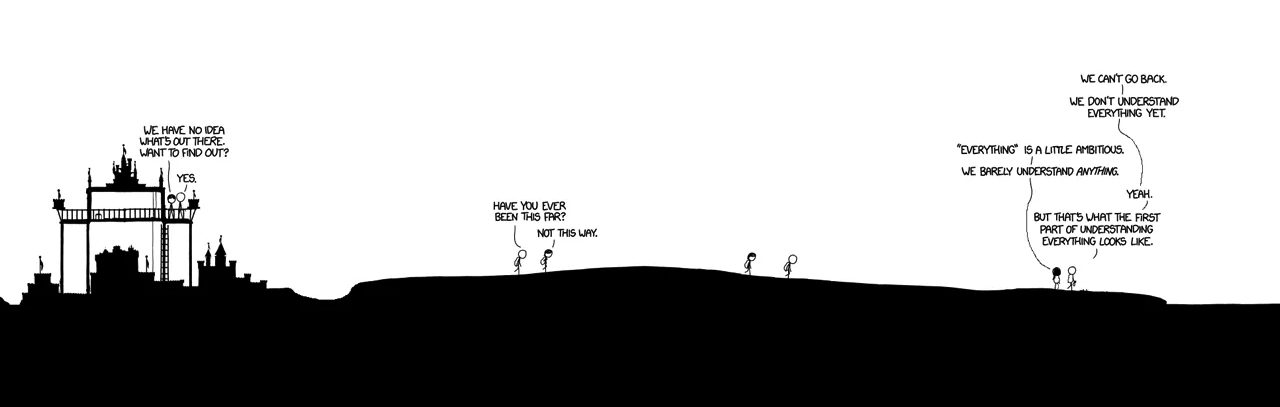 WE HAVE NO IDEA
WHAT'S OUT THERE.
WANT TO FIND OUT?
YES.
HAVE YOU EVER
BEEN THIS FAR?
NOT THIS WAY.
WE CAN'T GO BACK.
WE DON'T UNDERSTAND
EVERYTHING YET.
"EVERYTHING" IS A LITTLE AMBITIOUS.
WE BARELY UNDERSTAND ANYTHING.
YEAH.
BUT THAT'S WHAT THE FIRST
PART OF UNDERSTANDING
EVERYTHING LOOKS LIKE.